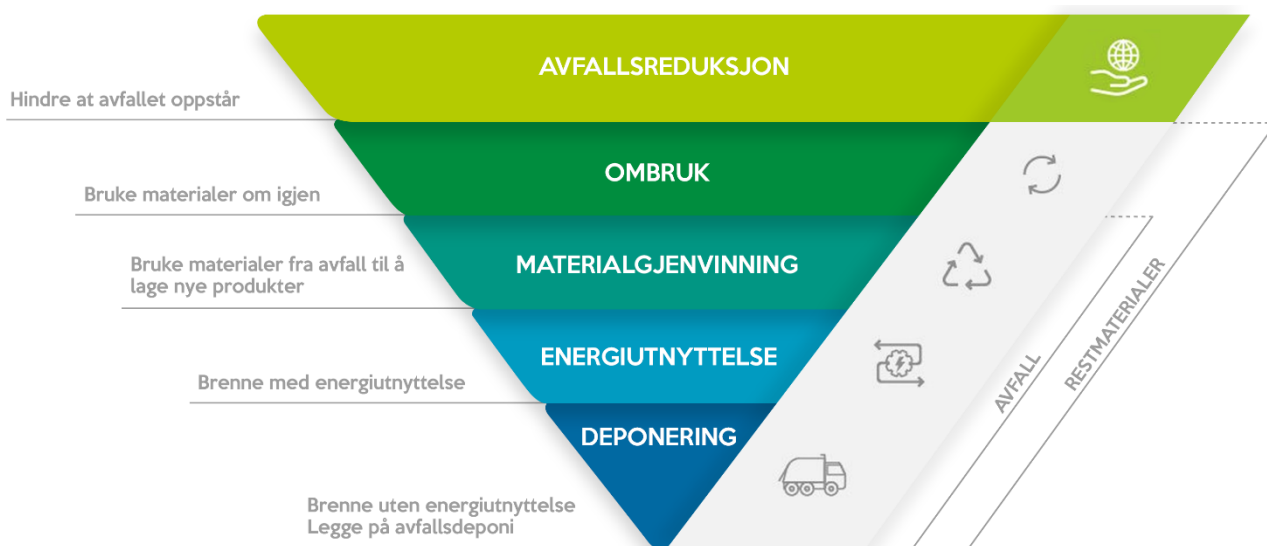 AVFALLSREDUKSJON
Hindre at avfallet oppstår
OMBRUK
Bruke materialer om igjen
MATERIALGJENVINNING
Bruke materialer fra avfall til å
lage nye produkter
ENERGIUTNYTTELSE
Brenne med energiutnyttelse
DEPONERING
Brenne uten energiutnyttelse
Legge på avfallsdeponi
AVFALL
RESTMATERIALER